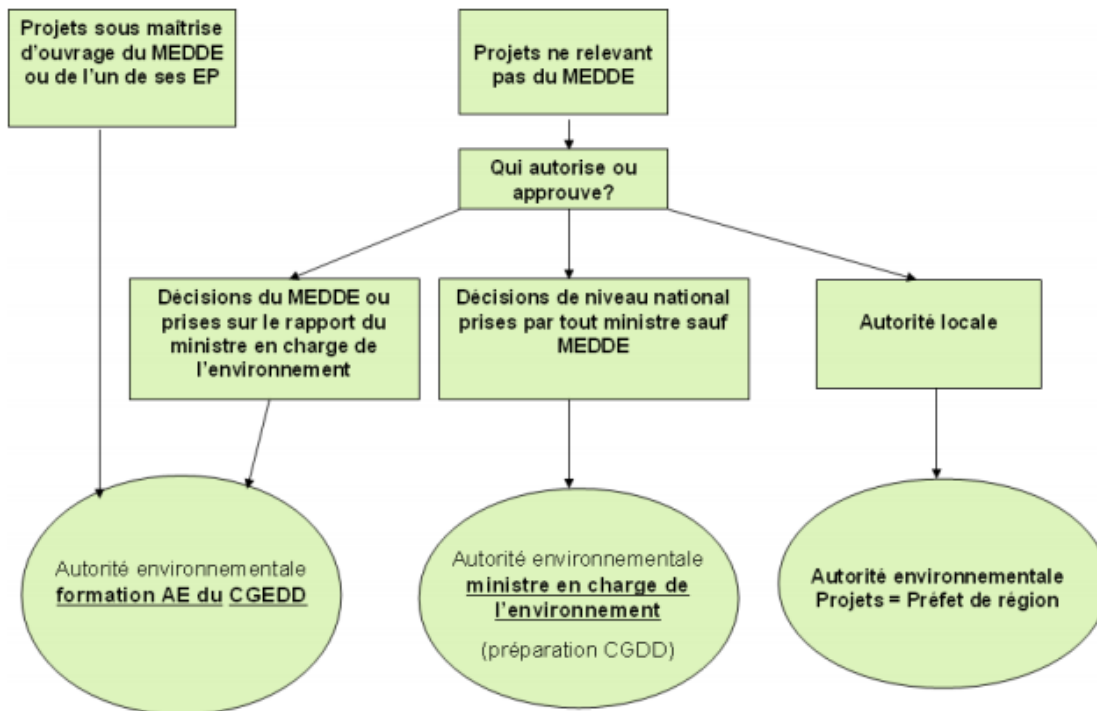 Projets sous maîtrise
d'ouvrage du MEDDE
ou de l'un de ses EP
Projets ne relevant
pas du MEDDE
Qui autorise ou
approuve?
Décisions du MEDDE ou
prises sur le rapport du
ministre en charge de
l'environnement
Décisions de niveau national
prises par tout ministre sauf
MEDDE
Autorité locale
Autorité environnementale
formation AE du CGEDD
Autorité environnementale
ministre en charge de
l'environnement
(préparation CGDD)
Autorité environnementale
Projets = Préfet de région